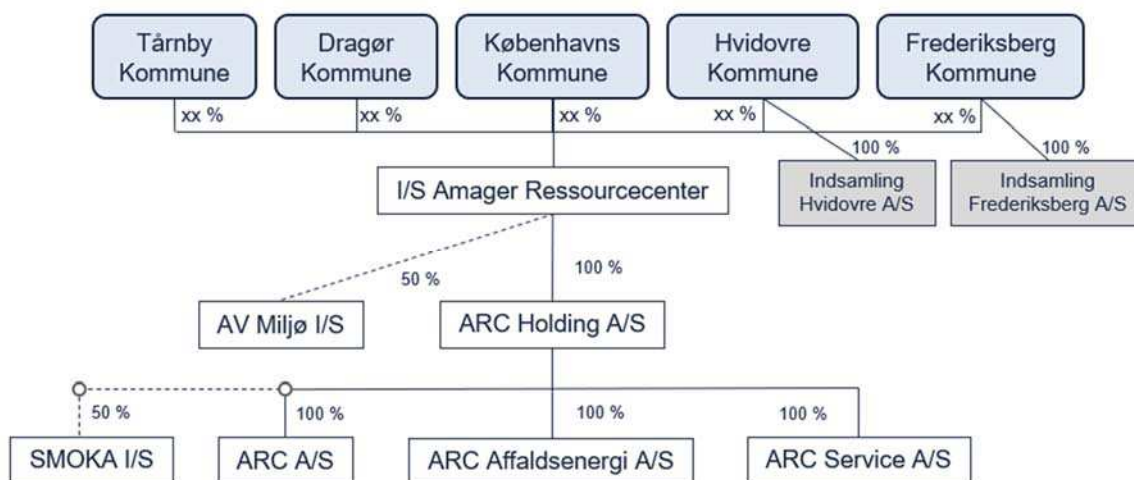 Tårnby
Kommune
Dragør
Kommune
Københavns
Kommune
Hvidovre
Kommune
Frederiksberg
Kommune
xx %
xx %
xx %
xx %
xx %
100 %
100 %
I/S Amager Ressourcecenter
Indsamling
Hvidovre A/S
Indsamling
Frederiksberg A/S
50 %
100 %
AV Miljø I/S
ARC Holding A/S
50 %
100 %
100 %
100 %
SMOKA I/S
ARC A/S
ARC Affaldsenergi A/S
ARC Service A/S